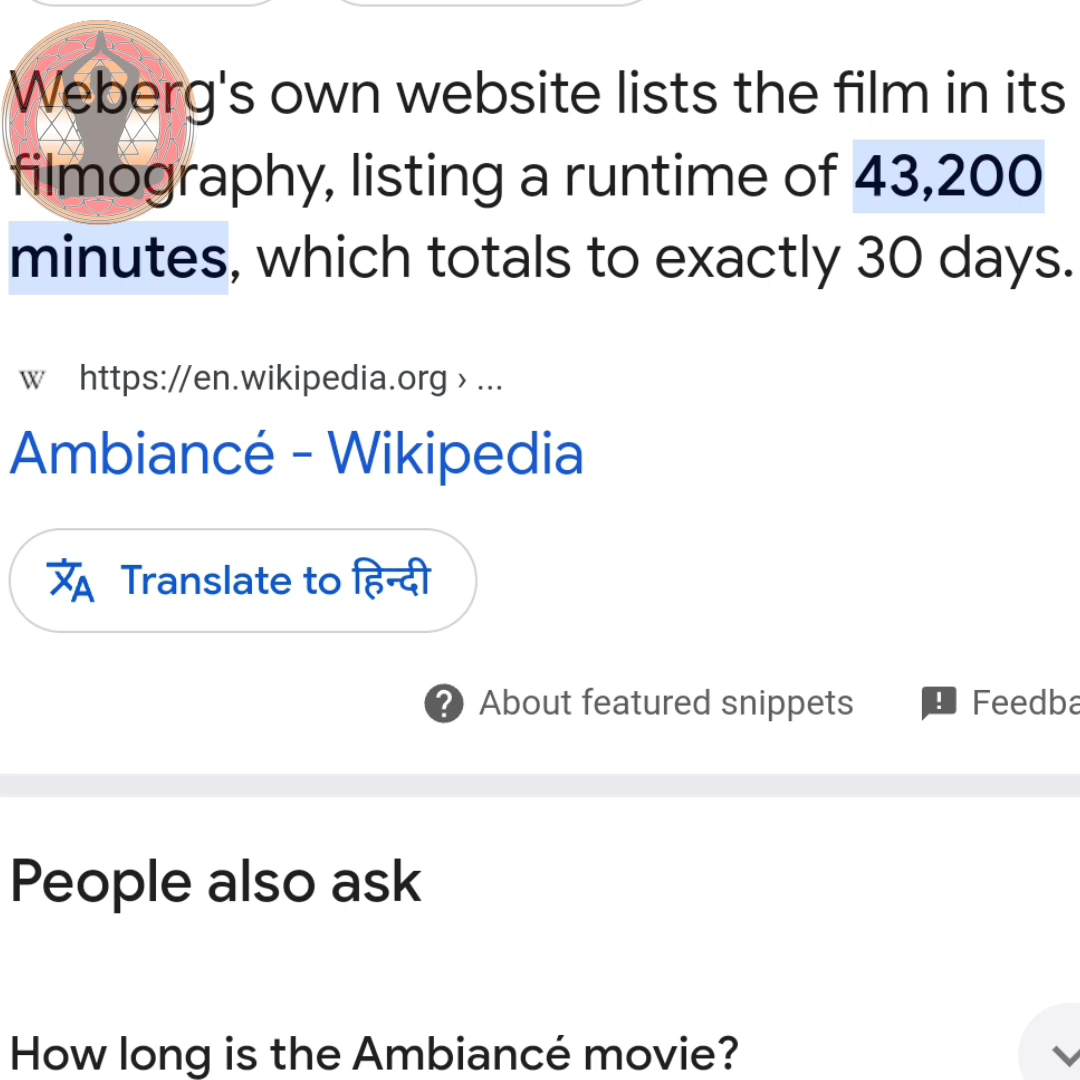 Weberg's own website lists the film in its
filmography, listing a runtime of 43,200
minutes, which totals to exactly 30 days.
W https://en.wikipedia.org › ...
Ambiancé - Wikipedia
Translate to हिन्दी
About featured snippets Feedba
People also ask
How long is the Ambiancé movie?